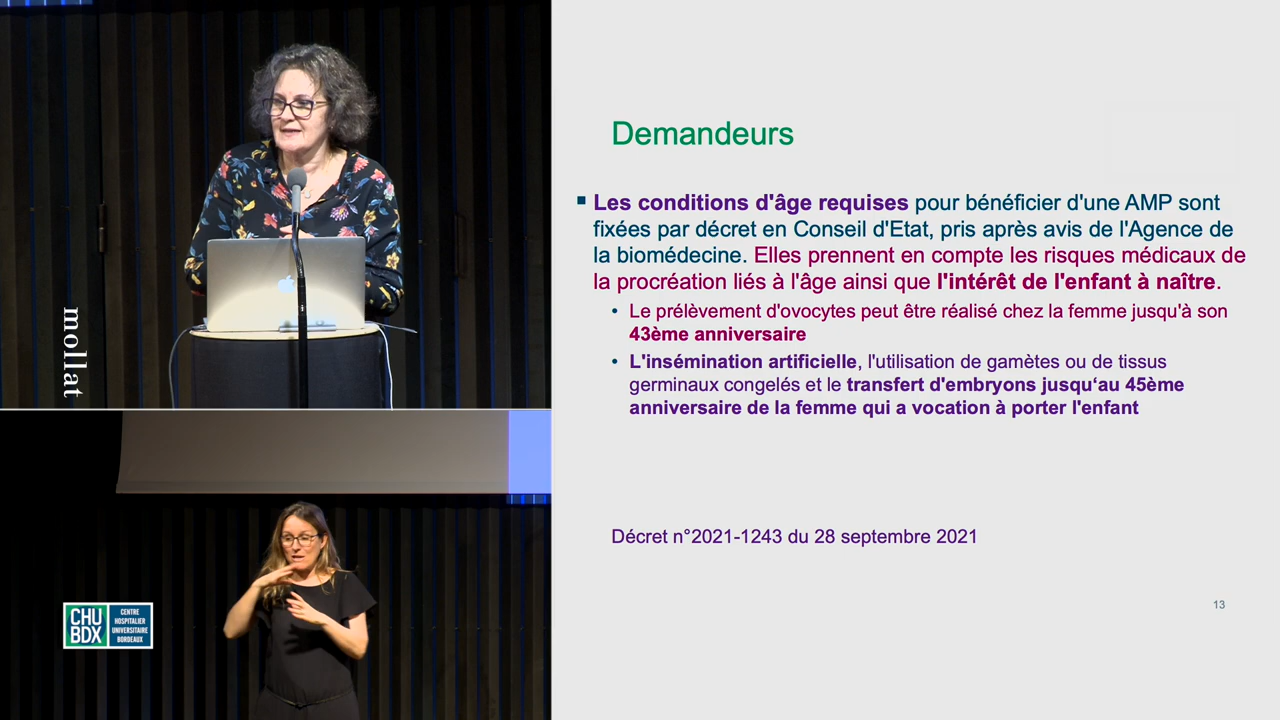 mollat
CHU
BDX
CENTRE
HOSPITALIER
UNIVERSITAIRE
BORDEAUX
Demandeurs
Les conditions d'âge requises pour bénéficier d'une AMP sont
fixées par décret en Conseil d'Etat, pris après avis de l'Agence de
la biomédecine. Elles prennent en compte les risques médicaux de
la procréation liés à l'âge ainsi que l'intérêt de l'enfant à naître.
• Le prélèvement d'ovocytes peut être réalisé chez la femme jusqu'à son
43ème anniversaire
• L'insémination artificielle, l'utilisation de gamètes ou de tissus
germinaux congelés et le transfert d'embryons jusqu‘au 45ème
anniversaire de la femme qui a vocation à porter l'enfant
Décret n°2021-1243 du 28 septembre 2021
13